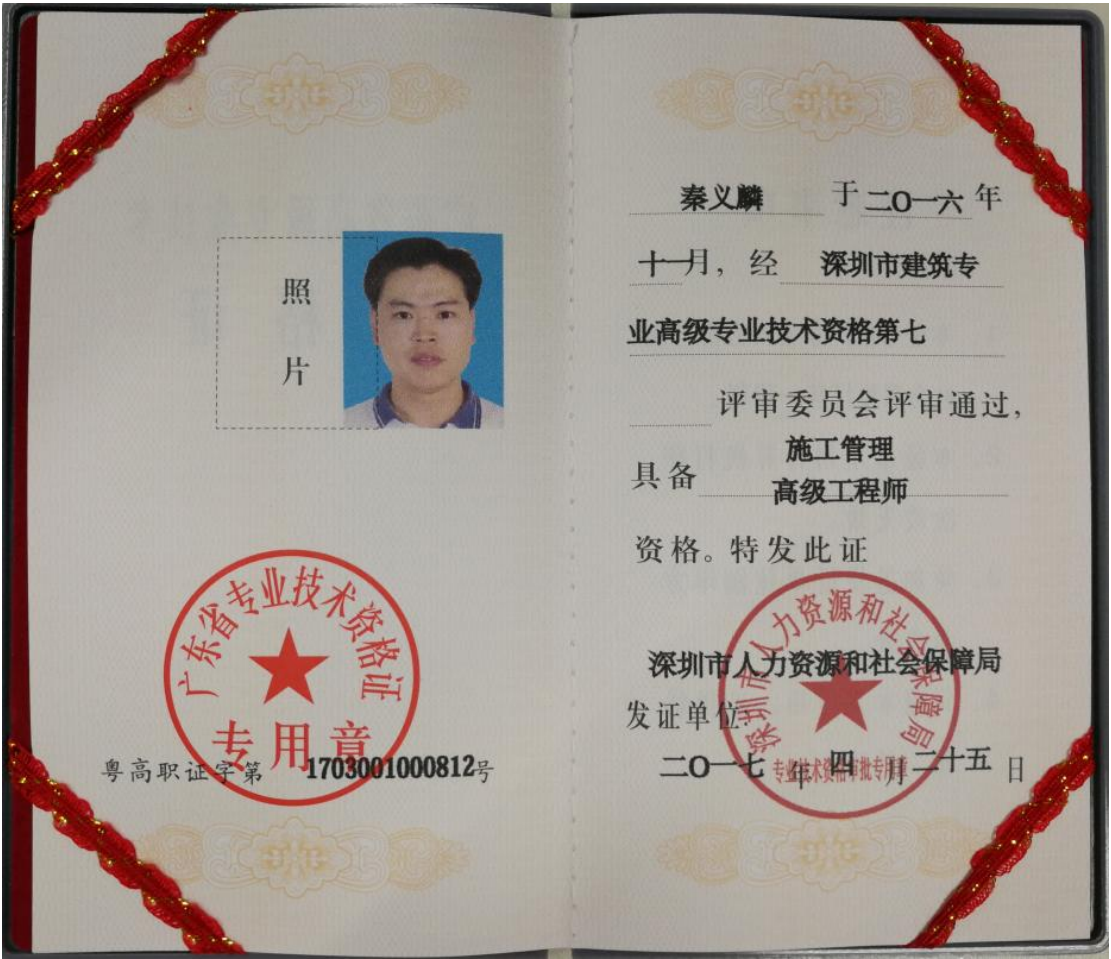 照
片
广东省专业技术资格证
专用章
粤高职证字第 1703001000812号
秦义麟 于二〇一六年
十一月，经 深圳市建筑专
业高级专业技术资格第七
评审委员会评审通过，
施工管理
具备
高级工程师
资格。特发此证
深圳市人力资源和社会保障局
深圳市人力资源和社会保障局
发证单位：
二〇一七年四月二十五日
专业技术资格审批专用章